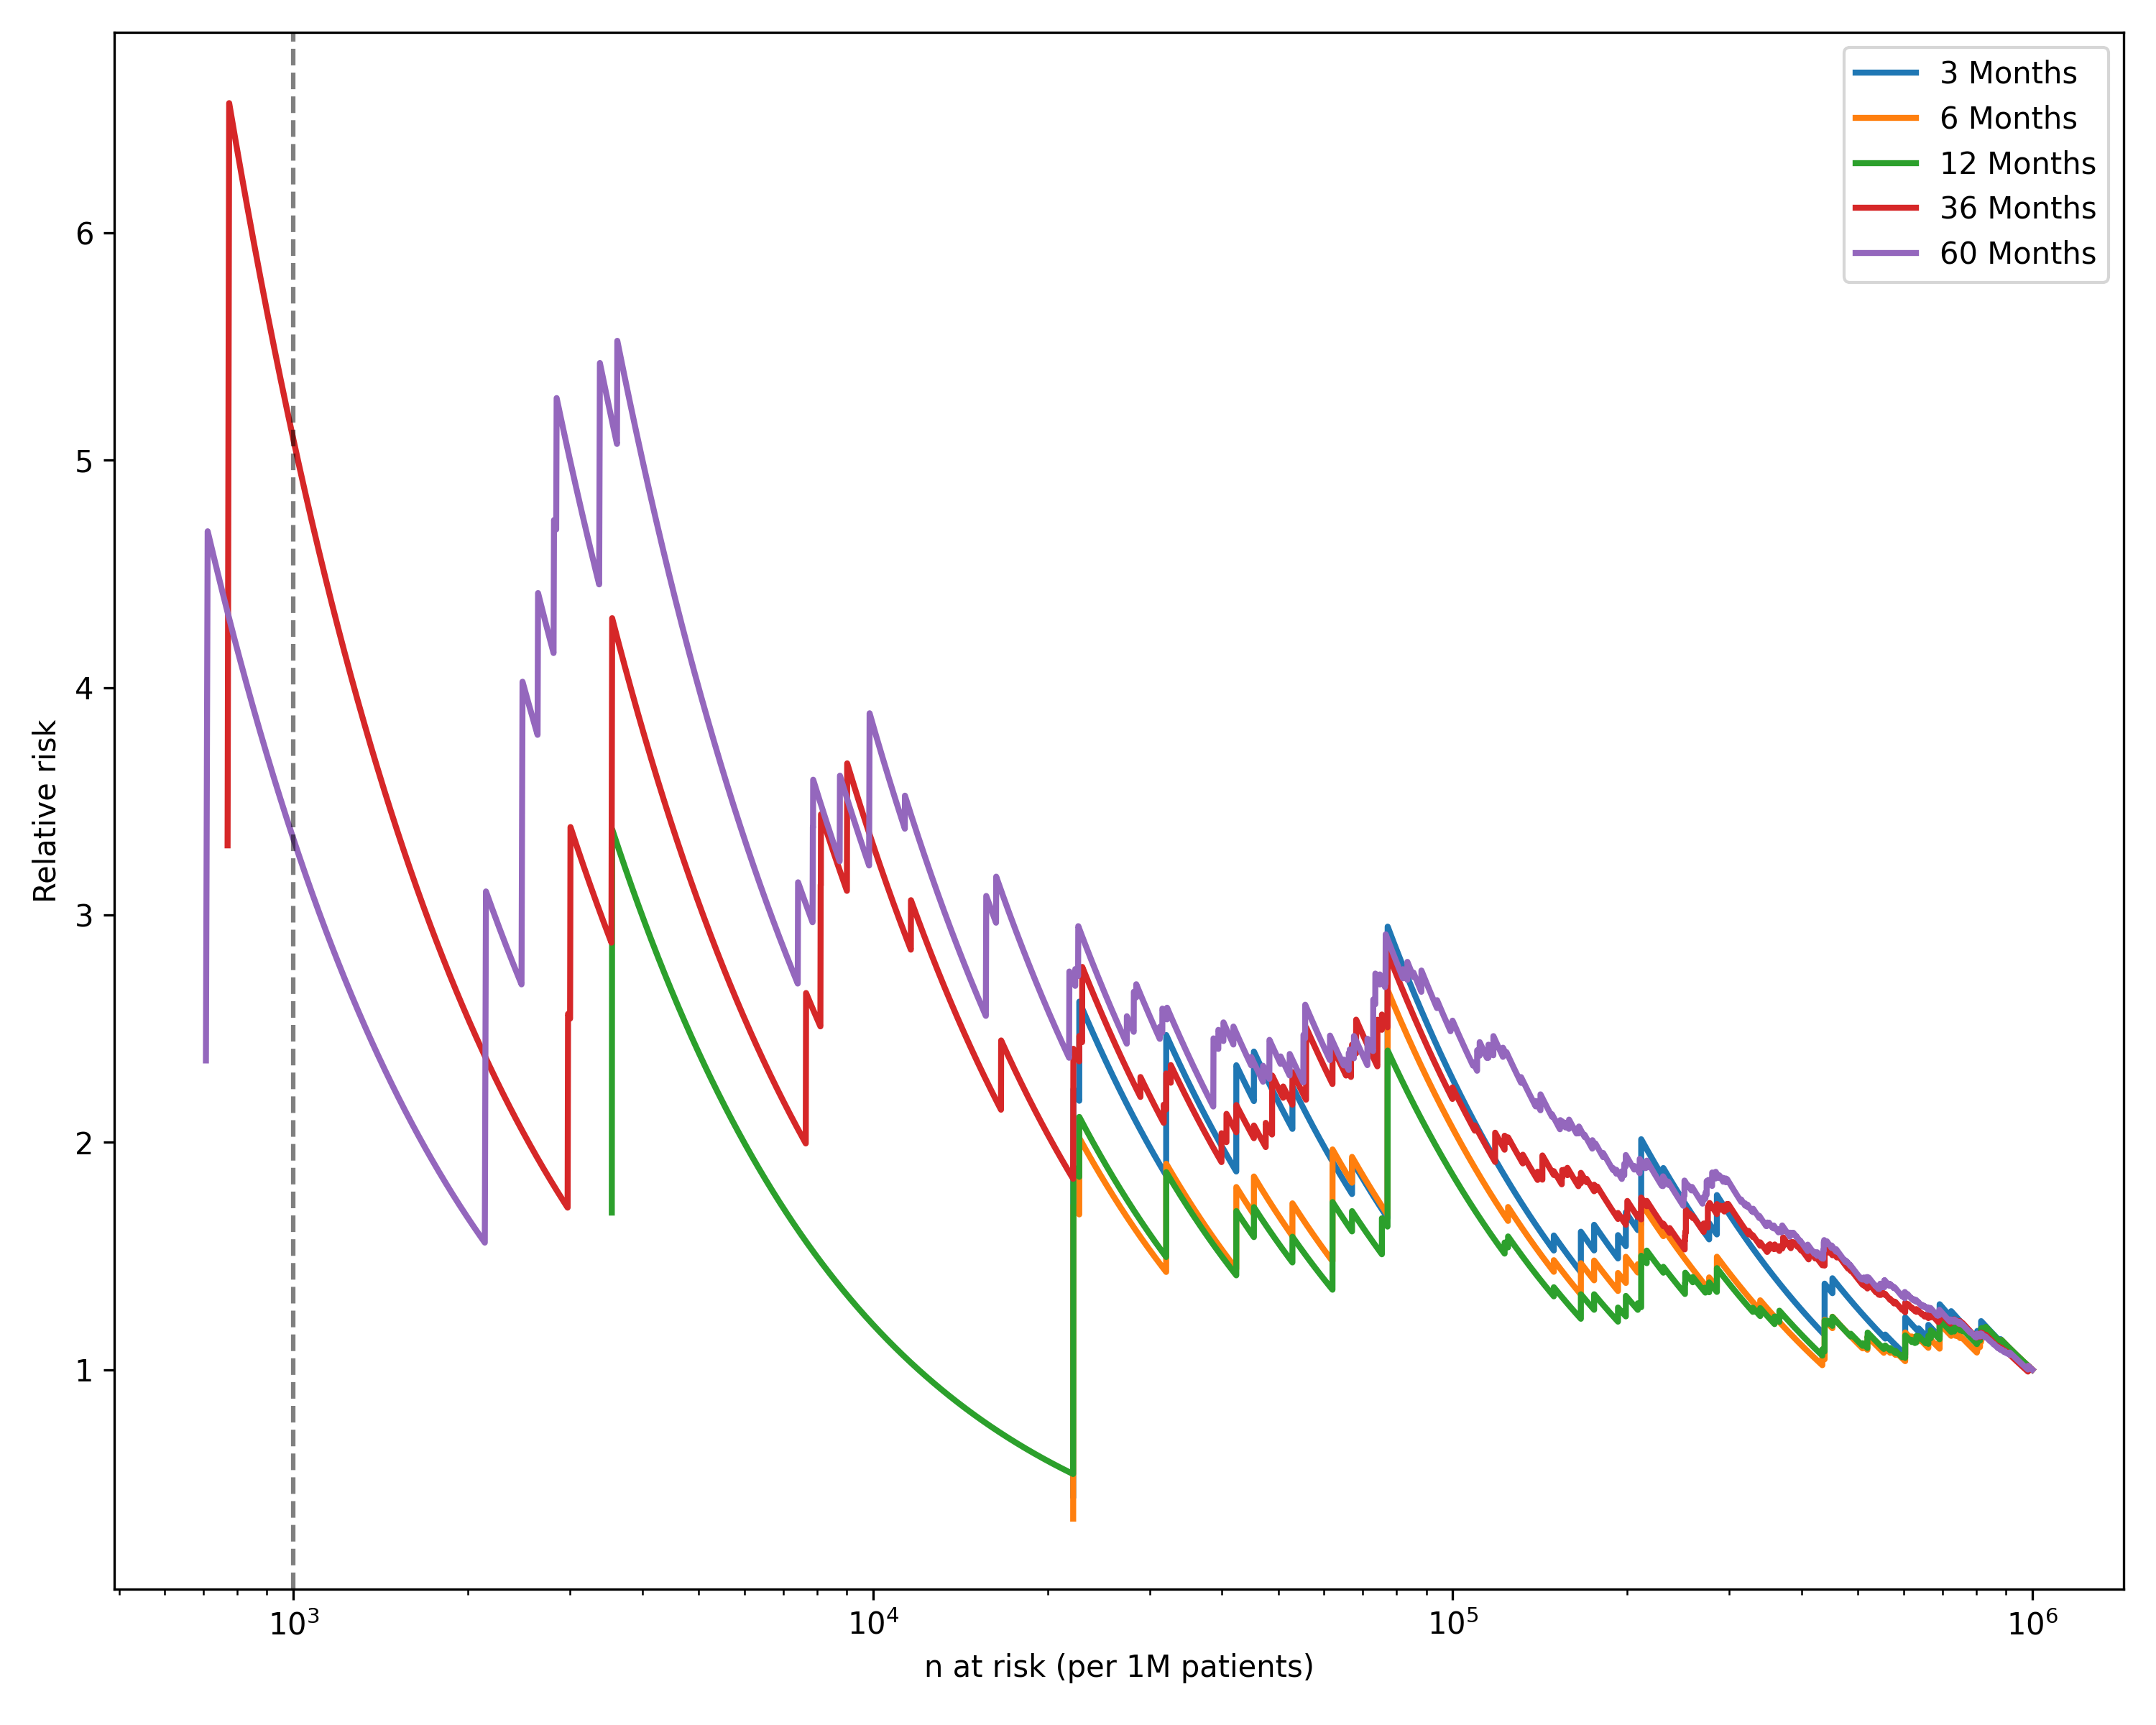 3 Months
6 Months
12 Months
36 Months
60 Months
Relative risk
6
5
4
3
2
1
10³
10⁴
10⁵
10⁶
n at risk (per 1M patients)